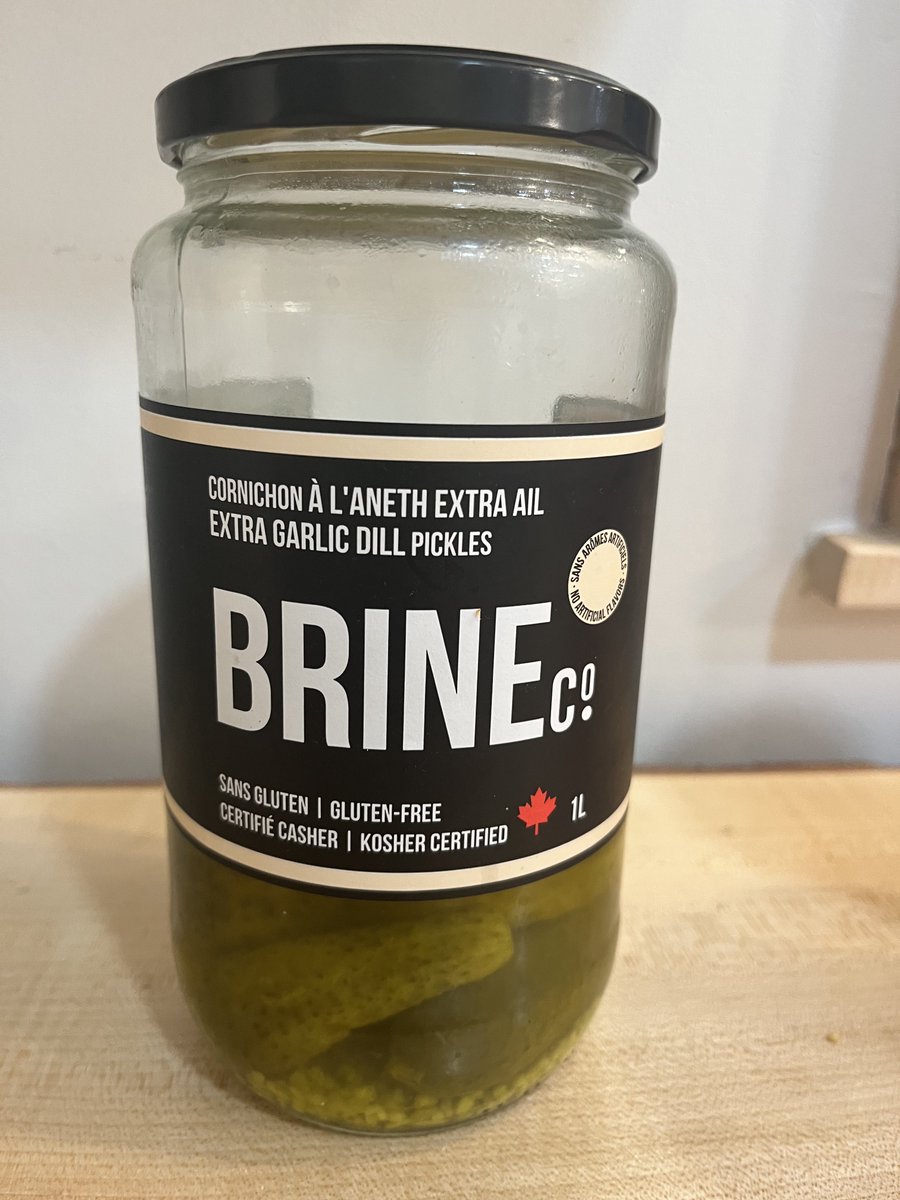 CORNICHON À L'ANETH EXTRA AIL
EXTRA GARLIC DILL PICKLES
· SANS ARÔMES ARTIFICIELS ·
NO ARTIFICIAL FLAVORS
BRINE Cº
SANS GLUTEN | GLUTEN-FREE
CERTIFIÉ CASHER | KOSHER CERTIFIED
1L